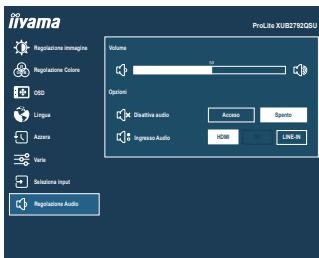 iiyama
ProLite XUB2792QSU
Regolazione immagine
Regolazione Colore
OSD
Lingua
Azzera
Varie
Seleziona input
Regolazione Audio
Volume
50
Opzioni
Disattiva audio
Acceso
Spento
Ingresso Audio
HDMI
LINE-IN